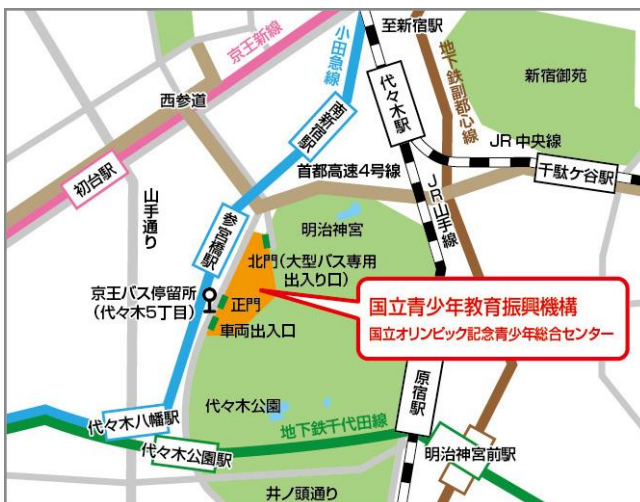 至新宿駅
小田急線
京王新線
地下鉄副都心線
新宿御苑
代々木駅
西参道
南新宿駅
JR中央線
千駄ケ谷駅
初台駅
首都高速4号線
山手通り
JR山手線
参宮橋駅
明治神宮
北門(大型バス専用
出入り口)
京王バス停留所
(代々木5丁目)
正門
車両出入口
国立青少年教育振興機構
国立オリンピック記念青少年総合センター
原宿駅
代々木公園
代々木八幡駅
地下鉄千代田線
代々木公園駅
明治神宮前駅
井ノ頭通り